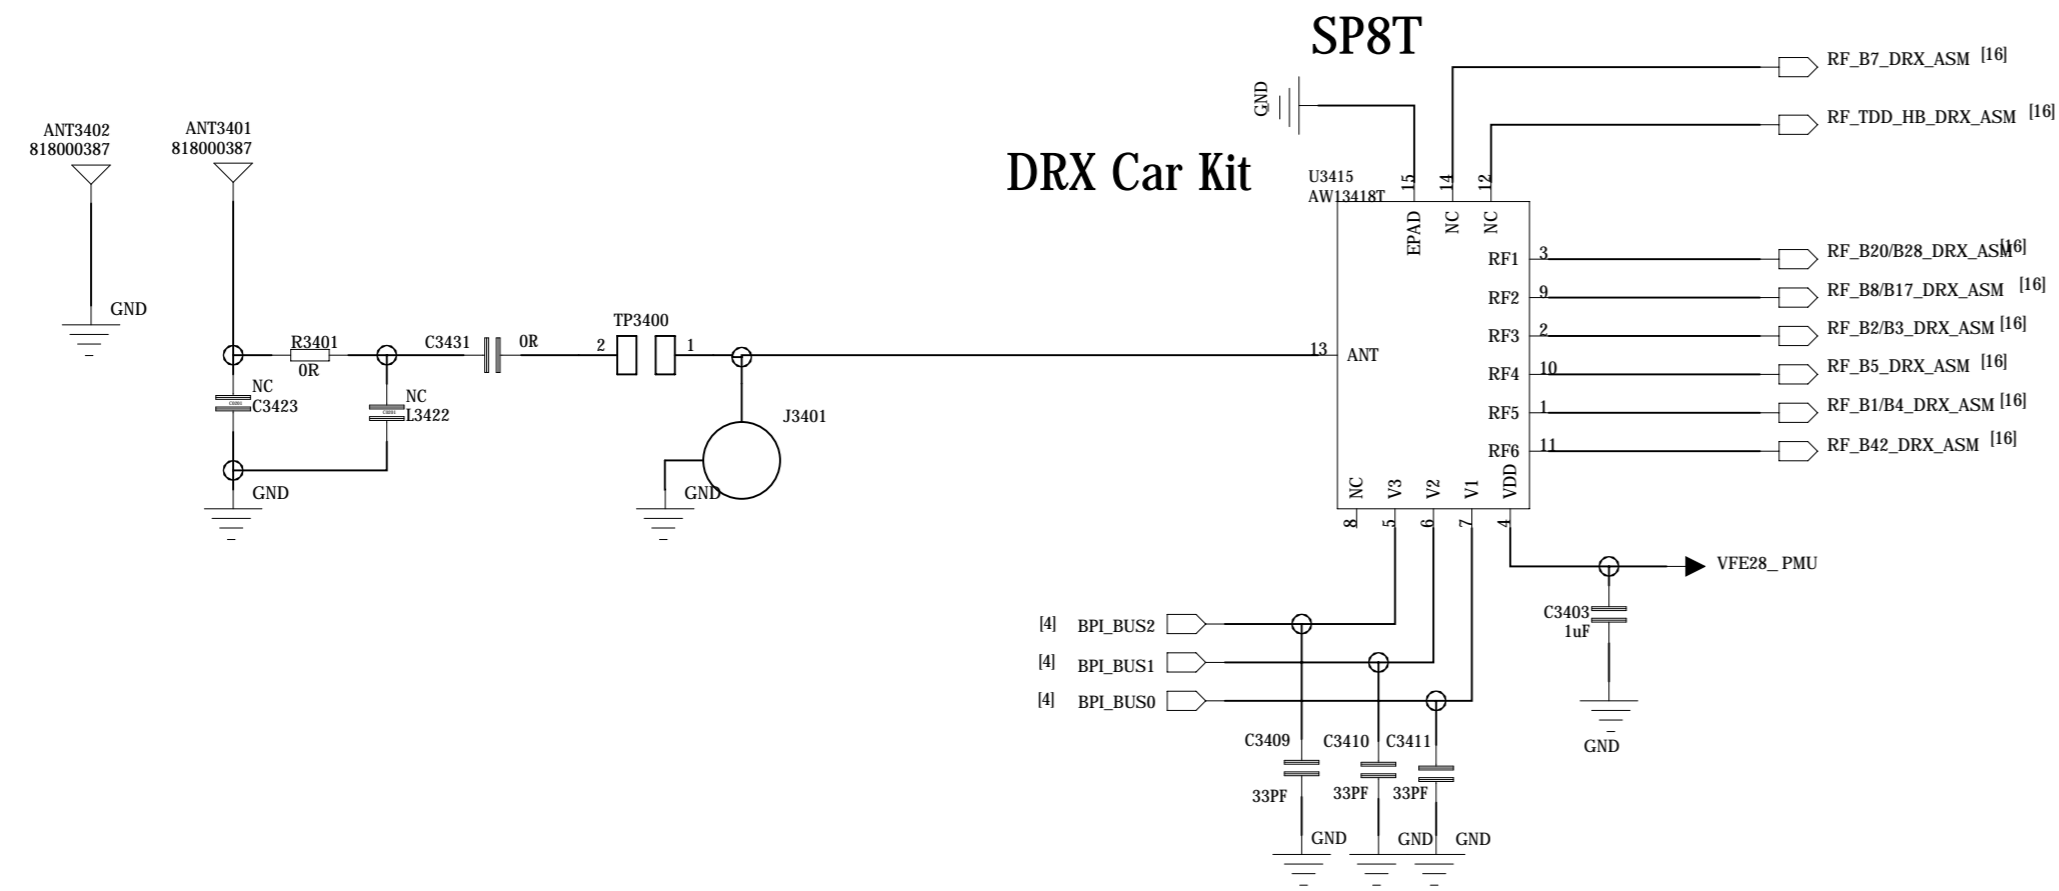 SP8T
RF_B7_DRX_ASM [16]
GND
RF_TDD_HB_DRX_ASM [16]
ANT3402
818000387
ANT3401
818000387
DRX Car Kit
U3415
AW13418T
15
14
12
EPAD
NC
NC
RF1 3
RF_B20/B28_DRX_ASM [16]
RF2 9
RF_B8/B17_DRX_ASM [16]
GND
TP3400
RF3 2
RF_B2/B3_DRX_ASM [16]
R3401
0R
C3431
0R
2
1
13 ANT
RF4 10
RF_B5_DRX_ASM [16]
NC
C3423
NC
L3422
J3401
RF5 1
RF_B1/B4_DRX_ASM [16]
RF6 11
RF_B42_DRX_ASM [16]
GND
GND
NC
V3
V2
V1
VDD
8
5
6
7
4
VFE28_ PMU
C3403
1uF
[4] BPI_BUS2
[4] BPI_BUS1
[4] BPI_BUS0
GND
C3409
C3410
C3411
33PF
33PF
33PF
GND
GND
GND